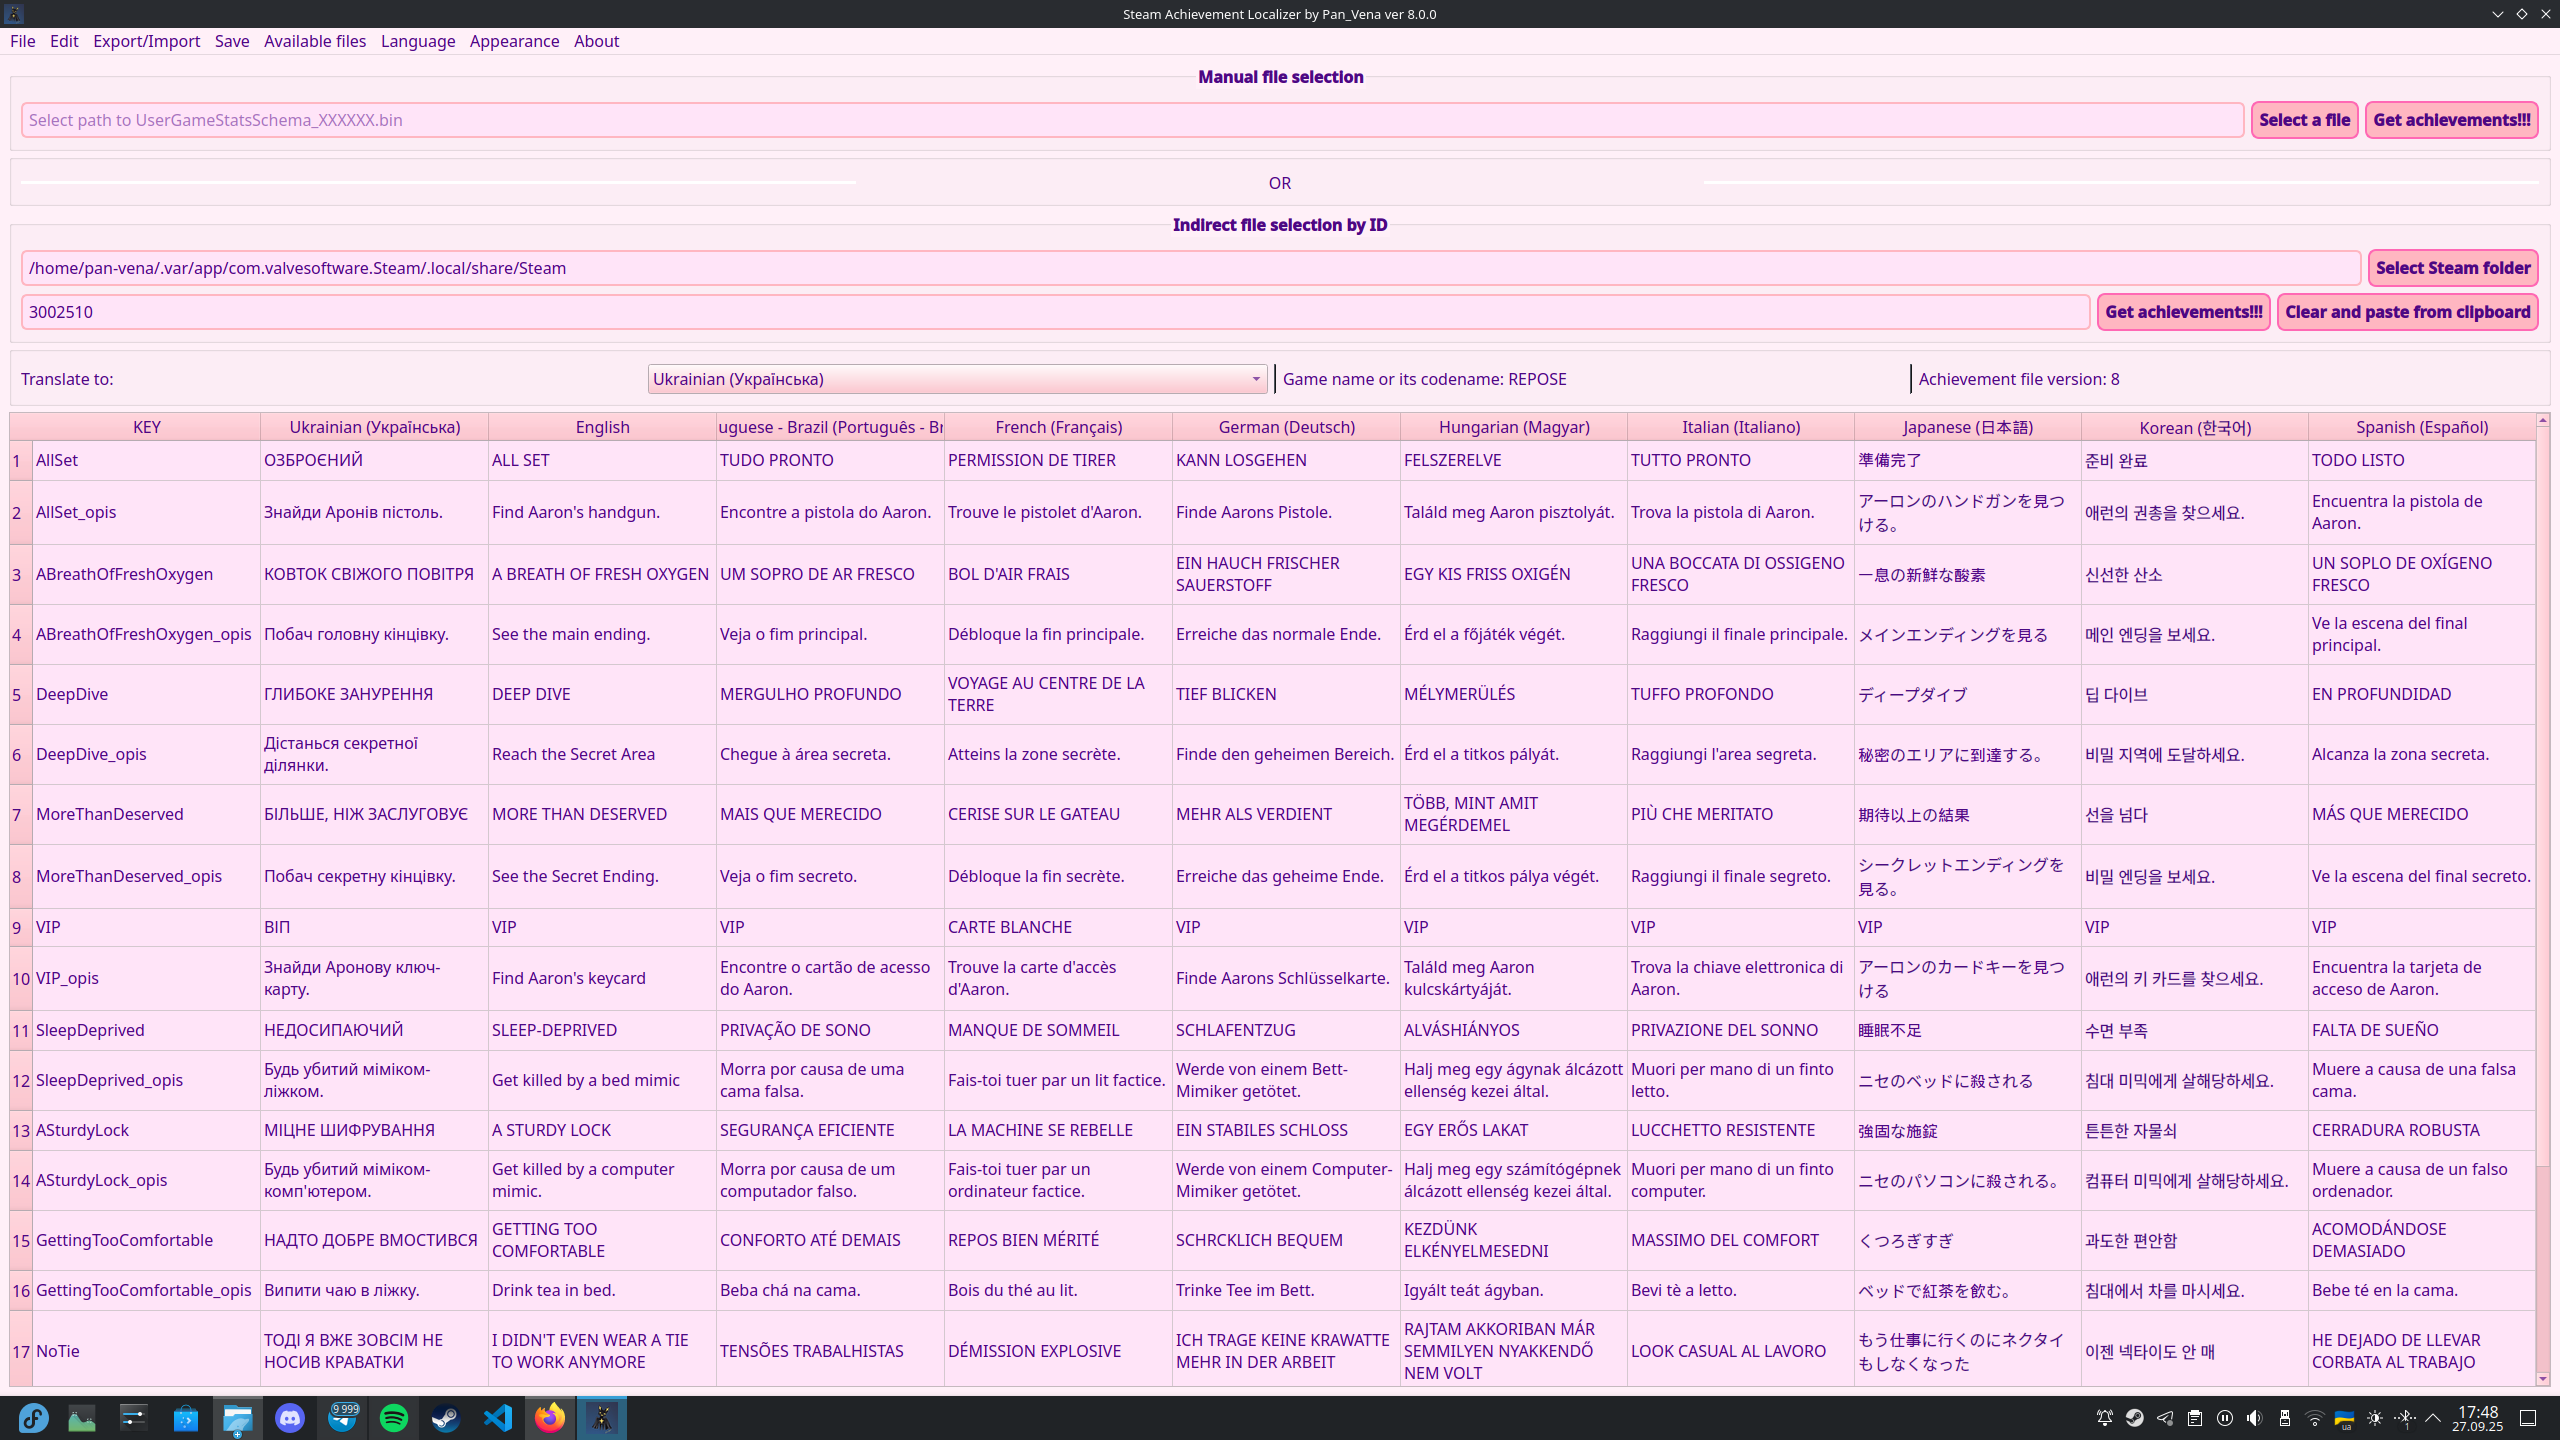 Steam Achievement Localizer by Pan_Vena ver 8.0.0
File Edit Export/Import Save Available files Language Appearance About
Manual file selection
Select path to UserGameStatsSchema_XXXXXX.bin Select a file Get achievements!!!
OR
Indirect file selection by ID
/home/pan-vena/.var/app/com.valvesoftware.Steam/.local/share/Steam Select Steam folder
3002510 Get achievements!!! Clear and paste from clipboard
Translate to: Ukrainian (Українська) Game name or its codename: REPOSE Achievement file version: 8
KEY Ukrainian (Українська) English uguese - Brazil (Português - Br French (Français) German (Deutsch) Hungarian (Magyar) Italian (Italiano) Japanese (日本語) Korean (한국어) Spanish (Español)
1 AllSet ОЗБРОЄНИЙ ALL SET TUDO PRONTO PERMISSION DE TIRER KANN LOSGEHEN FELSZERELVE TUTTO PRONTO 準備完了 준비 완료 TODO LISTO
2 AllSet_opis Знайди Аронів пістоль. Find Aaron's handgun. Encontre a pistola do Aaron. Trouve le pistolet d'Aaron. Finde Aarons Pistole. Találd meg Aaron pisztolyát. Trova la pistola di Aaron. アーロンのハンドガンを見つける。 애런의 권총을 찾으세요. Encuentra la pistola de Aaron.
3 ABreathOfFreshOxygen КОВТОК СВІЖОГО ПОВІТРЯ A BREATH OF FRESH OXYGEN UM SOPRO DE AR FRESCO BOL D'AIR FRAIS EIN HAUCH FRISCHER SAUERSTOFF EGY KIS FRISS OXIGÉN UNA BOCCATA DI OSSIGENO FRESCO 一息の新鮮な酸素 신선한 산소 UN SOPLO DE OXÍGENO FRESCO
4 ABreathOfFreshOxygen_opis Побач головну кінцівку. See the main ending. Veja o fim principal. Débloque la fin principale. Erreiche das normale Ende. Érd el a főjáték végét. Raggiungi il finale principale. メインエンディングを見る 메인 엔딩을 보세요. Ve la escena del final principal.
5 DeepDive ГЛИБОКЕ ЗАНУРЕННЯ DEEP DIVE MERGULHO PROFUNDO VOYAGE AU CENTRE DE LA TERRE TIEF BLICKEN MÉLYMERÜLÉS TUFFO PROFONDO ディープダイブ 딥 다이브 EN PROFUNDIDAD
6 DeepDive_opis Дістанься секретної ділянки. Reach the Secret Area Chegue à área secreta. Atteins la zone secrète. Finde den geheimen Bereich. Érd el a titkos pályát. Raggiungi l'area segreta. 秘密のエリアに到達する。 비밀 지역에 도달하세요. Alcanza la zona secreta.
7 MoreThanDeserved БІЛЬШЕ, НІЖ ЗАСЛУГОВУЄ MORE THAN DESERVED MAIS QUE MERECIDO CERISE SUR LE GATEAU MEHR ALS VERDIENT TÖBB, MINT AMIT MEGÉRDEMEL PIÙ CHE MERITATO 期待以上の結果 선을 넘다 MÁS QUE MERECIDO
8 MoreThanDeserved_opis Побач секретну кінцівку. See the Secret Ending. Veja o fim secreto. Débloque la fin secrète. Erreiche das geheime Ende. Érd el a titkos pálya végét. Raggiungi il finale segreto. シークレットエンディングを見る。 비밀 엔딩을 보세요. Ve la escena del final secreto.
9 VIP ВІП VIP VIP CARTE BLANCHE VIP VIP VIP VIP VIP VIP
10 VIP_opis Знайди Аронову ключ-карту. Find Aaron's keycard Encontre o cartão de acesso do Aaron. Trouve la carte d'accès d'Aaron. Finde Aarons Schlüsselkarte. Találd meg Aaron kulcskártyáját. Trova la chiave elettronica di Aaron. アーロンのカードキーを見つける 애런의 키 카드를 찾으세요. Encuentra la tarjeta de acceso de Aaron.
11 SleepDeprived НЕДОСИПАЮЧИЙ SLEEP-DEPRIVED PRIVAÇÃO DE SONO MANQUE DE SOMMEIL SCHLAFENTZUG ALVÁSHIÁNYOS PRIVAZIONE DEL SONNO 睡眠不足 수면 부족 FALTA DE SUEÑO
12 SleepDeprived_opis Будь убитий міміком-ліжком. Get killed by a bed mimic Morra por causa de uma cama falsa. Fais-toi tuer par un lit factice. Werde von einem Bett-Mimiker getötet. Halj meg egy ágynak álcázott ellenség kezei által. Muori per mano di un finto letto. ニセのベッドに殺される 침대 미믹에게 살해당하세요. Muere a causa de una falsa cama.
13 ASturdyLock МІЦНЕ ШИФРУВАННЯ A STURDY LOCK SEGURANÇA EFICIENTE LA MACHINE SE REBELLE EIN STABILES SCHLOSS EGY ERŐS LAKAT LUCCHETTO RESISTENTE 強固な施錠 튼튼한 자물쇠 CERRADURA ROBUSTA
14 ASturdyLock_opis Будь убитий міміком-комп'ютером. Get killed by a computer mimic. Morra por causa de um computador falso. Fais-toi tuer par un ordinateur factice. Werde von einem Computer-Mimiker getötet. Halj meg egy számítógépnek álcázott ellenség kezei által. Muori per mano di un finto computer. ニセのパソコンに殺される。 컴퓨터 미믹에게 살해당하세요. Muere a causa de un falso ordenador.
15 GettingTooComfortable НАДТО ДОБРЕ ВМОСТИВСЯ GETTING TOO COMFORTABLE CONFORTO ATÉ DEMAIS REPOS BIEN MÉRITÉ SCHRCKLICH BEQUEM KEZDÜNK ELKÉNYELMESEDNI MASSIMO DEL COMFORT くつろぎすぎ 과도한 편안함 ACOMODÁNDOSE DEMASIADO
16 GettingTooComfortable_opis Випити чаю в ліжку. Drink tea in bed. Beba chá na cama. Bois du thé au lit. Trinke Tee im Bett. Igyált teát ágyban. Bevi tè a letto. ベッドで紅茶を飲む。 침대에서 차를 마시세요. Bebe té en la cama.
17 NoTie ТОДІ Я ВЖЕ ЗОВСІМ НЕ НОСИВ КРАВАТКИ I DIDN'T EVEN WEAR A TIE TO WORK ANYMORE TENSÕES TRABALHISTAS DÉMISSION EXPLOSIVE ICH TRAGE KEINE KRAWATTE MEHR IN DER ARBEIT RAJTAM AKKORIBAN MÁR SEMMILYEN NYAKKENDŐ NEM VOLT LOOK CASUAL AL LAVORO もう仕事に行くのにネクタイもしなくなった 이젠 넥타이도 안 매 HE DEJADO DE LLEVAR CORBATA AL TRABAJO
9 999
ua
17:48
27.09.25